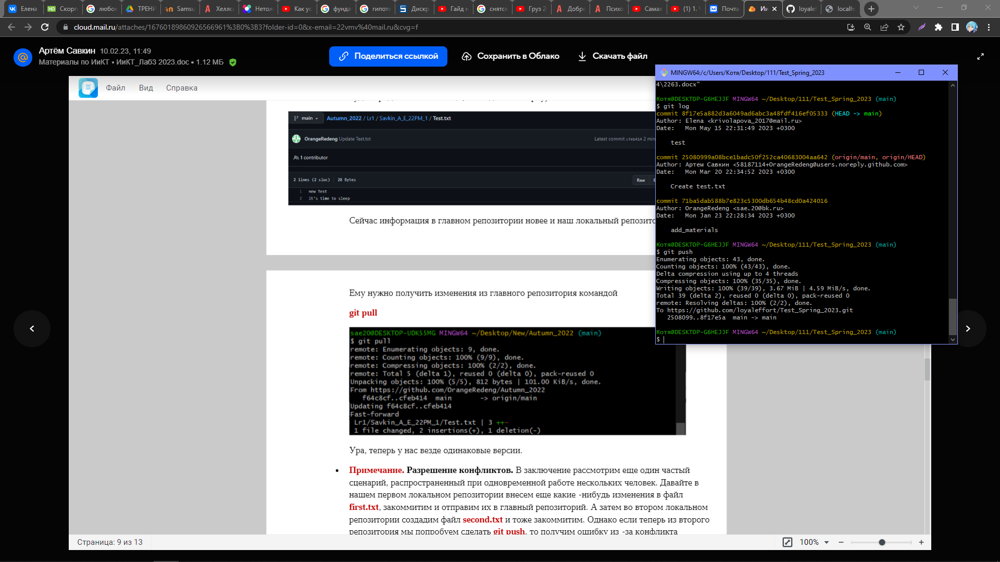 Елена
HD Скорп
любов
ТРЕНИ
Samsu
Хеллс
Нетол
Как ус
фунда
гипоте
Дискр
Гайд н
снятся
Груз 2
Добро
Психо
Самая
(1) 1. Ч
Почта
Ии
loyale
localh
cloud.mail.ru/attaches/16760189860926566961%3B0%3B3?folder-id=0&x-email=22vmv%40mail.ru&cvg=f
Артём Савкин 10.02.23, 11:49
Материалы по ИиКТ • ИиКТ_Лаб3 2023.doc • 1.12 МБ
Поделиться ссылкой
Сохранить в Облако
Скачать файл
Файл Вид Справка
main Autumn_2022 / Lr1 / Savkin_A_E_22PM_1 / Test.txt
OrangeRedeng Update Test.txt
Latest commit cfeb414 2 min
1 contributor
2 lines (2 sloc) 28 Bytes
Raw
1 new Test
2 it's time to sleep
Сейчас информация в главном репозитории новее и наш локальный репозито
Ему нужно получить изменения из главного репозитория командой
git pull
sae20@DESKTOP-UDK55MG MINGW64 ~/Desktop/New/Autumn_2022 (main)
$ git pull
remote: Enumerating objects: 9, done.
remote: Counting objects: 100% (9/9), done.
remote: Compressing objects: 100% (2/2), done.
remote: Total 5 (delta 1), reused 0 (delta 0), pack-reused 0
Unpacking objects: 100% (5/5), 812 bytes | 101.00 KiB/s, done.
From https://github.com/OrangeRedeng/Autumn_2022
f64c8cf..cfeb414 main -> origin/main
Updating f64c8cf..cfeb414
Fast-forward
Lr1/Savkin_A_E_22PM_1/Test.txt | 3 ++-
1 file changed, 2 insertions(+), 1 deletion(-)
Ура, теперь у нас везде одинаковые версии.
• Примечание. Разрешение конфликтов. В заключение рассмотрим еще один частый
сценарий, распространенный при одновременной работе нескольких человек. Давайте в
нашем первом локальном репозитории внесем еще какие -нибудь изменения в файл
first.txt, закоммитим и отправим их в главный репозиторий. А затем во втором локальном
репозитории создадим файл second.txt и тоже закоммитим. Однако если теперь из второго
репозитория мы попробуем сделать git push, то получим ошибку из -за конфликта
Страница: 9 из 13
100%
MINGW64:/c/Users/Котя/Desktop/111/Test_Spring_2023
4\2263.docx"
Котя@DESKTOP-G6HEJJF MINGW64 ~/Desktop/111/Test_Spring_2023 (main)
$ git log
commit 8f17e5a882d3a6049ad6abc3a48fdf416ef05333 (HEAD -> main)
Author: Elena <krivolapova_2017@mail.ru>
Date: Mon May 15 22:31:49 2023 +0300
test
commit 25080999a08bce1badc50f252ca40683004aa642 (origin/main, origin/HEAD)
Author: Артем Савкин <58187114+OrangeRedeng@users.noreply.github.com>
Date: Mon Mar 20 22:34:52 2023 +0300
Create test.txt
commit 71ba5dab588b7e823c5300db654b48cd0a424016
Author: OrangeRedeng <sae.20@bk.ru>
Date: Mon Jan 23 22:28:34 2023 +0300
add_materials
Котя@DESKTOP-G6HEJJF MINGW64 ~/Desktop/111/Test_Spring_2023 (main)
$ git push
Enumerating objects: 43, done.
Counting objects: 100% (43/43), done.
Delta compression using up to 4 threads
Compressing objects: 100% (35/35), done.
Writing objects: 100% (39/39), 3.67 MiB | 4.59 MiB/s, done.
Total 39 (delta 2), reused 0 (delta 0), pack-reused 0
remote: Resolving deltas: 100% (2/2), done.
To https://github.com/loyaleffort/Test_Spring_2023.git
2508099..8f17e5a main -> main
Котя@DESKTOP-G6HEJJF MINGW64 ~/Desktop/111/Test_Spring_2023 (main)
$